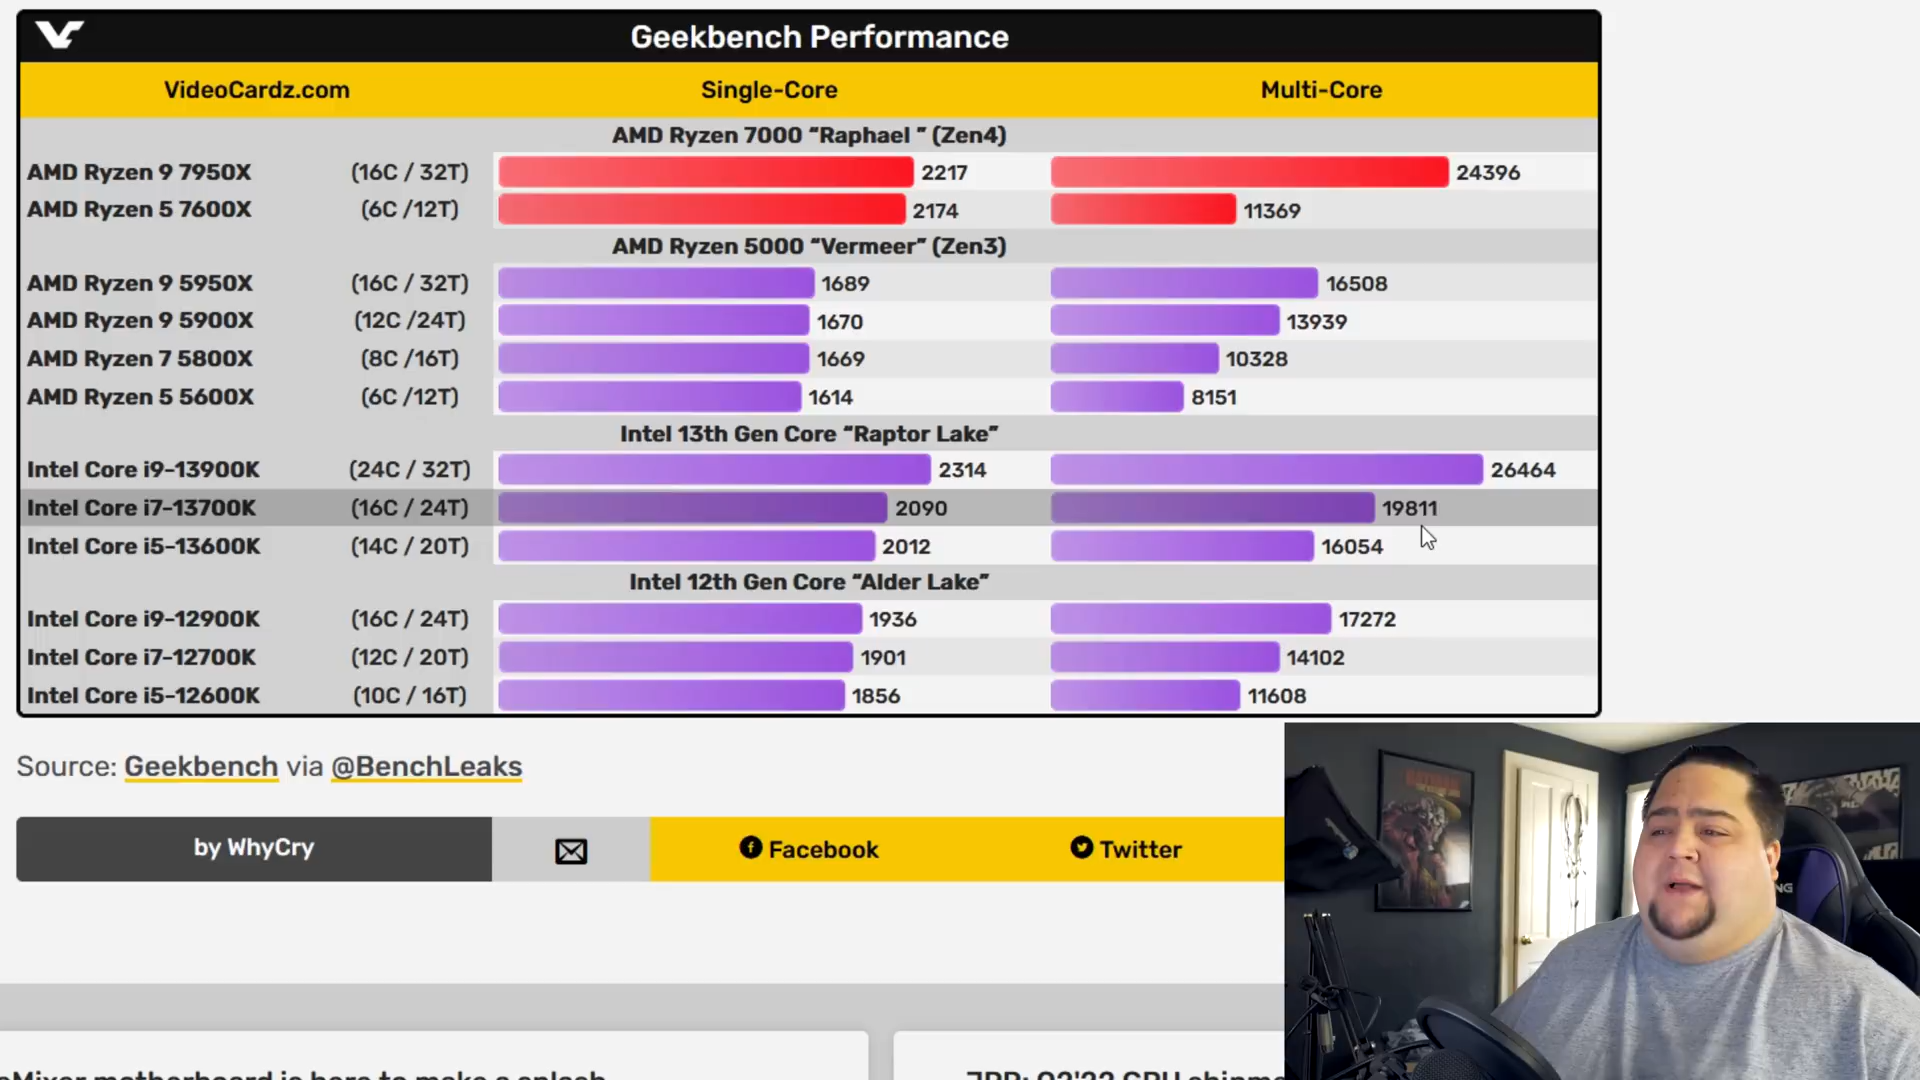 Geekbench Performance
VideoCardz.com Single-Core Multi-Core
AMD Ryzen 7000 “Raphael ” (Zen4)
AMD Ryzen 9 7950X (16C / 32T) 2217 24396
AMD Ryzen 5 7600X (6C /12T) 2174 11369
AMD Ryzen 5000 “Vermeer” (Zen3)
AMD Ryzen 9 5950X (16C / 32T) 1689 16508
AMD Ryzen 9 5900X (12C /24T) 1670 13939
AMD Ryzen 7 5800X (8C /16T) 1669 10328
AMD Ryzen 5 5600X (6C /12T) 1614 8151
Intel 13th Gen Core “Raptor Lake”
Intel Core i9-13900K (24C / 32T) 2314 26464
Intel Core i7-13700K (16C / 24T) 2090 19811
Intel Core i5-13600K (14C / 20T) 2012 16054
Intel 12th Gen Core “Alder Lake”
Intel Core i9-12900K (16C / 24T) 1936 17272
Intel Core i7-12700K (12C / 20T) 1901 14102
Intel Core i5-12600K (10C / 16T) 1856 11608
Source: Geekbench via @BenchLeaks
by WhyCry Facebook Twitter
NG
motherboard is here to make a splash